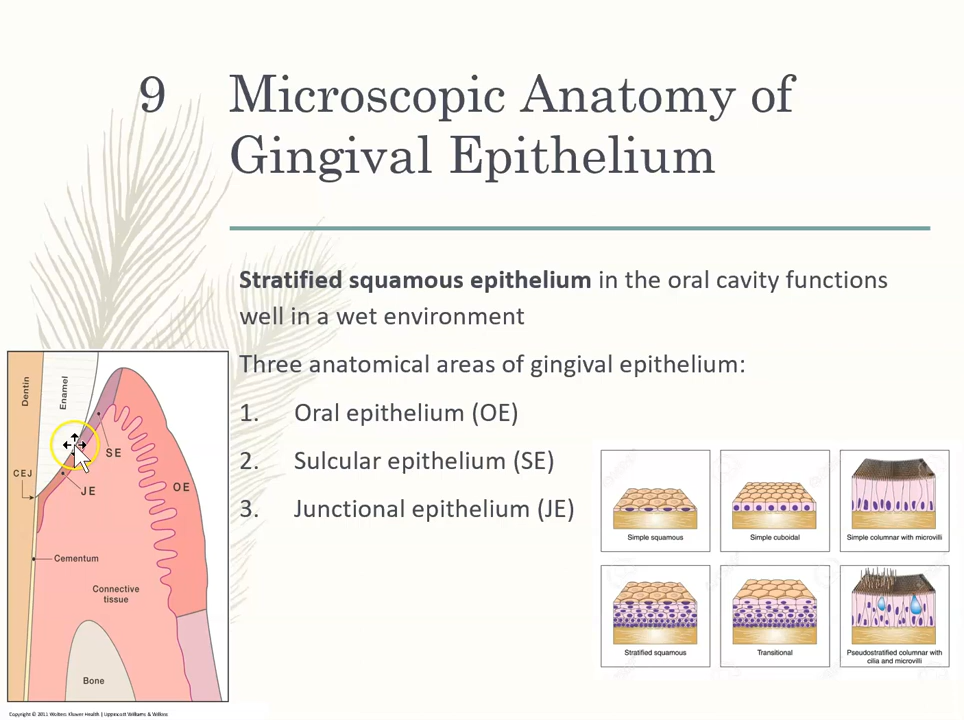 9
Microscopic Anatomy of
Gingival Epithelium
Stratified squamous epithelium in the oral cavity functions
well in a wet environment
Three anatomical areas of gingival epithelium:
1. Oral epithelium (OE)
2. Sulcular epithelium (SE)
3. Junctional epithelium (JE)
Dentin
Enamel
SE
CEJ
JE
OE
Cementum
Connective
tissue
Bone
Simple squamous
Simple cuboidal
Simple columnar with microvilli
Stratified squamous
Transitional
Pseudostratified columnar with
cilia and microvilli
Copyright © 2011 Wolters Kluwer Health | Lippincott Williams & Wilkins